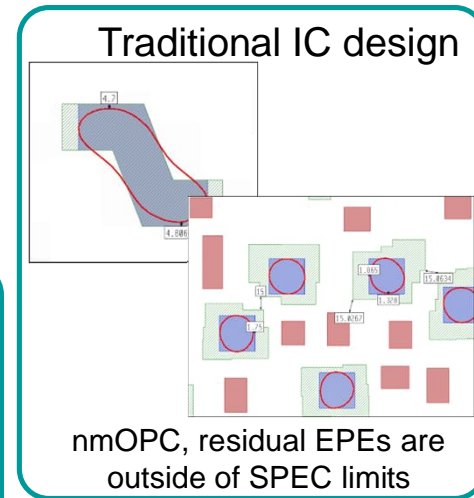 Traditional IC design
4.7
4.806
1.865
15.0634
15
1.328
15.0267
1.75
nmOPC, residual EPEs are
outside of SPEC limits